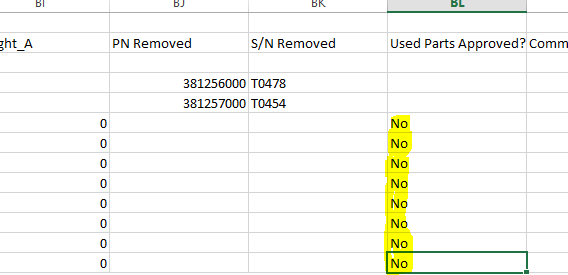 BI BJ BK BL
ght_A PN Removed S/N Removed Used Parts Approved? Comm
381256000 T0478
381257000 T0454
0 No
0 No
0 No
0 No
0 No
0 No
0 No
0 No